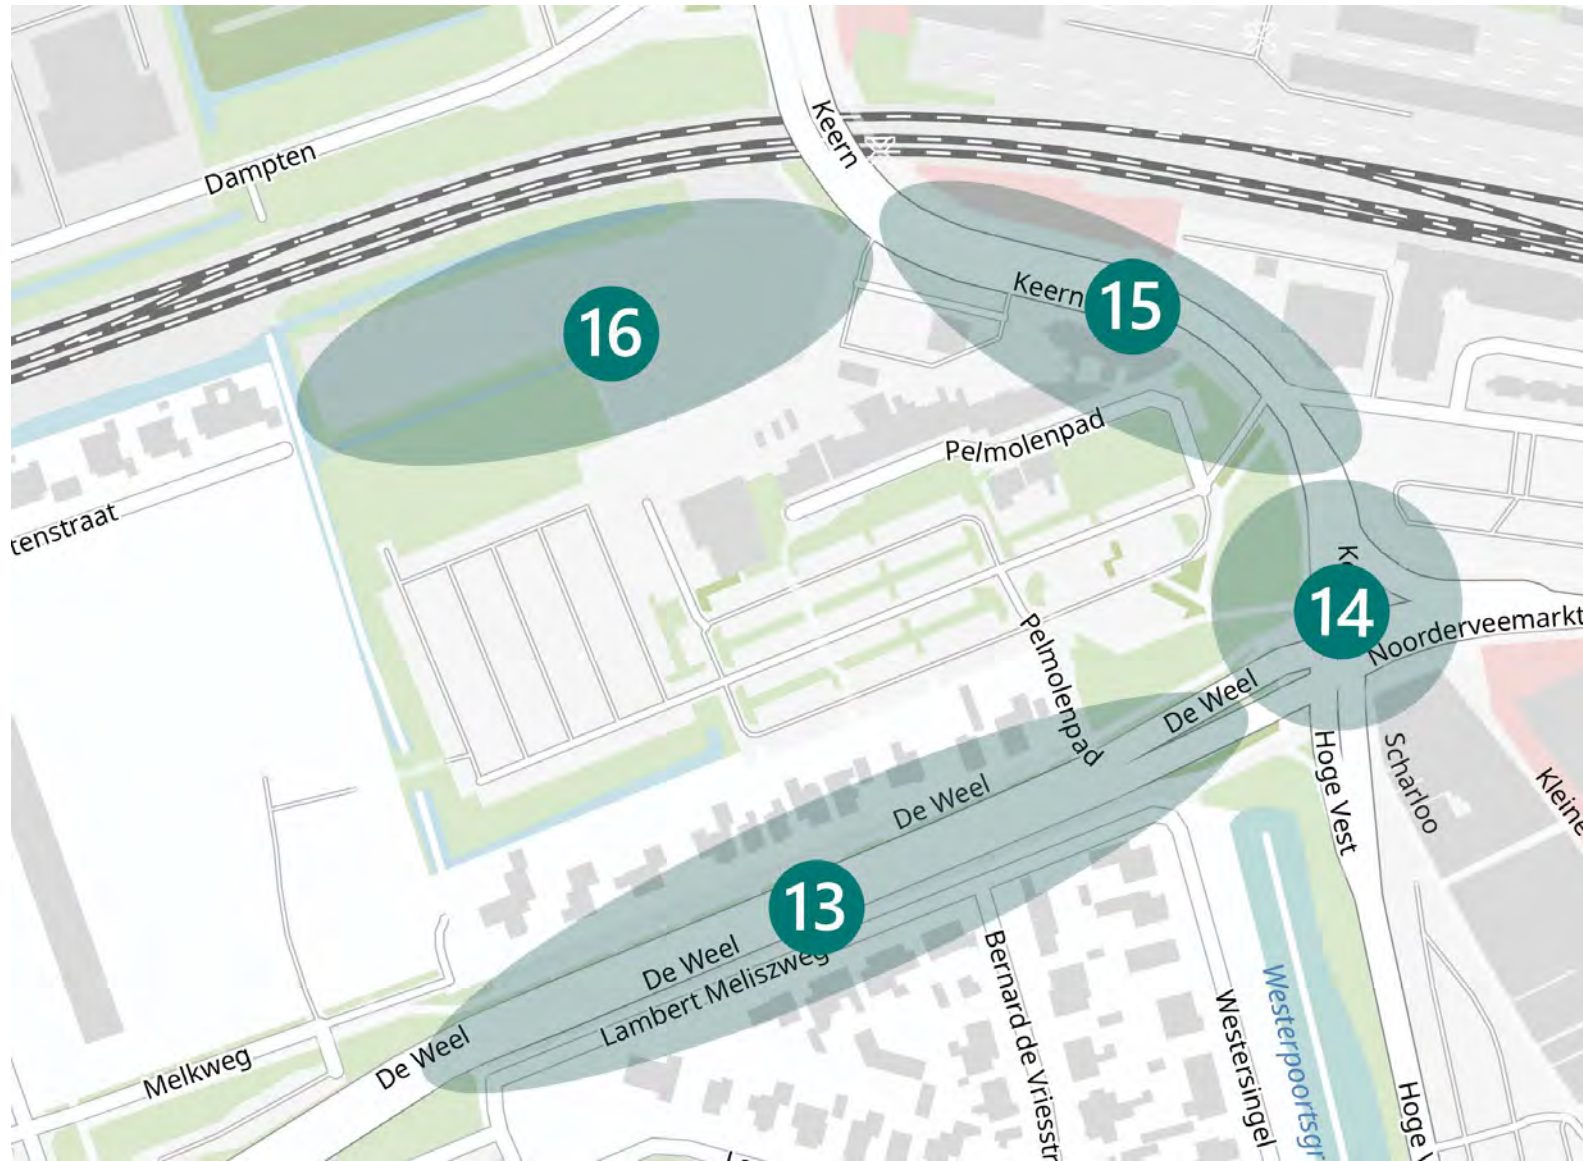 Keern
Dampten
16
Keern
15
Pelmolenpad
tenstraat
14
Noorderveemarkt
Pelmolenpad
De Weel
De Weel
Hoge Vest
Scharloo
Kleine
13
De Weel
Lambert Meliszweg
Bernard de Vriesstr
Westersingel
Westerpoortsgr
De Weel
Melkweg
Hoge V